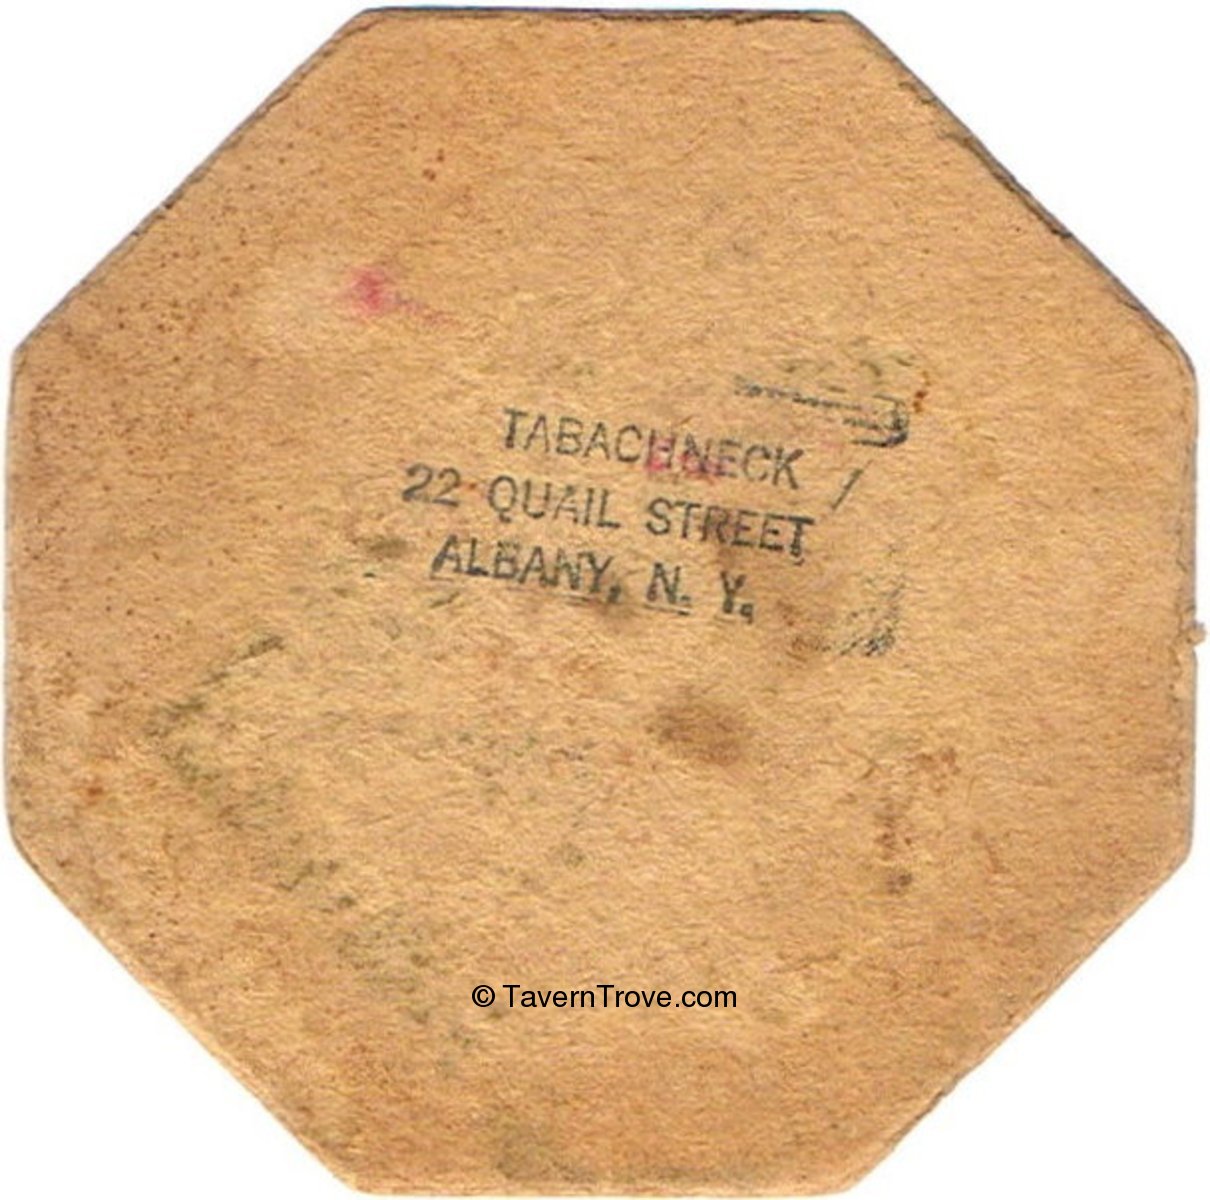 TABACHNECK
22 QUAIL STREET
ALBANY, N. Y.
© TavernTrove.com